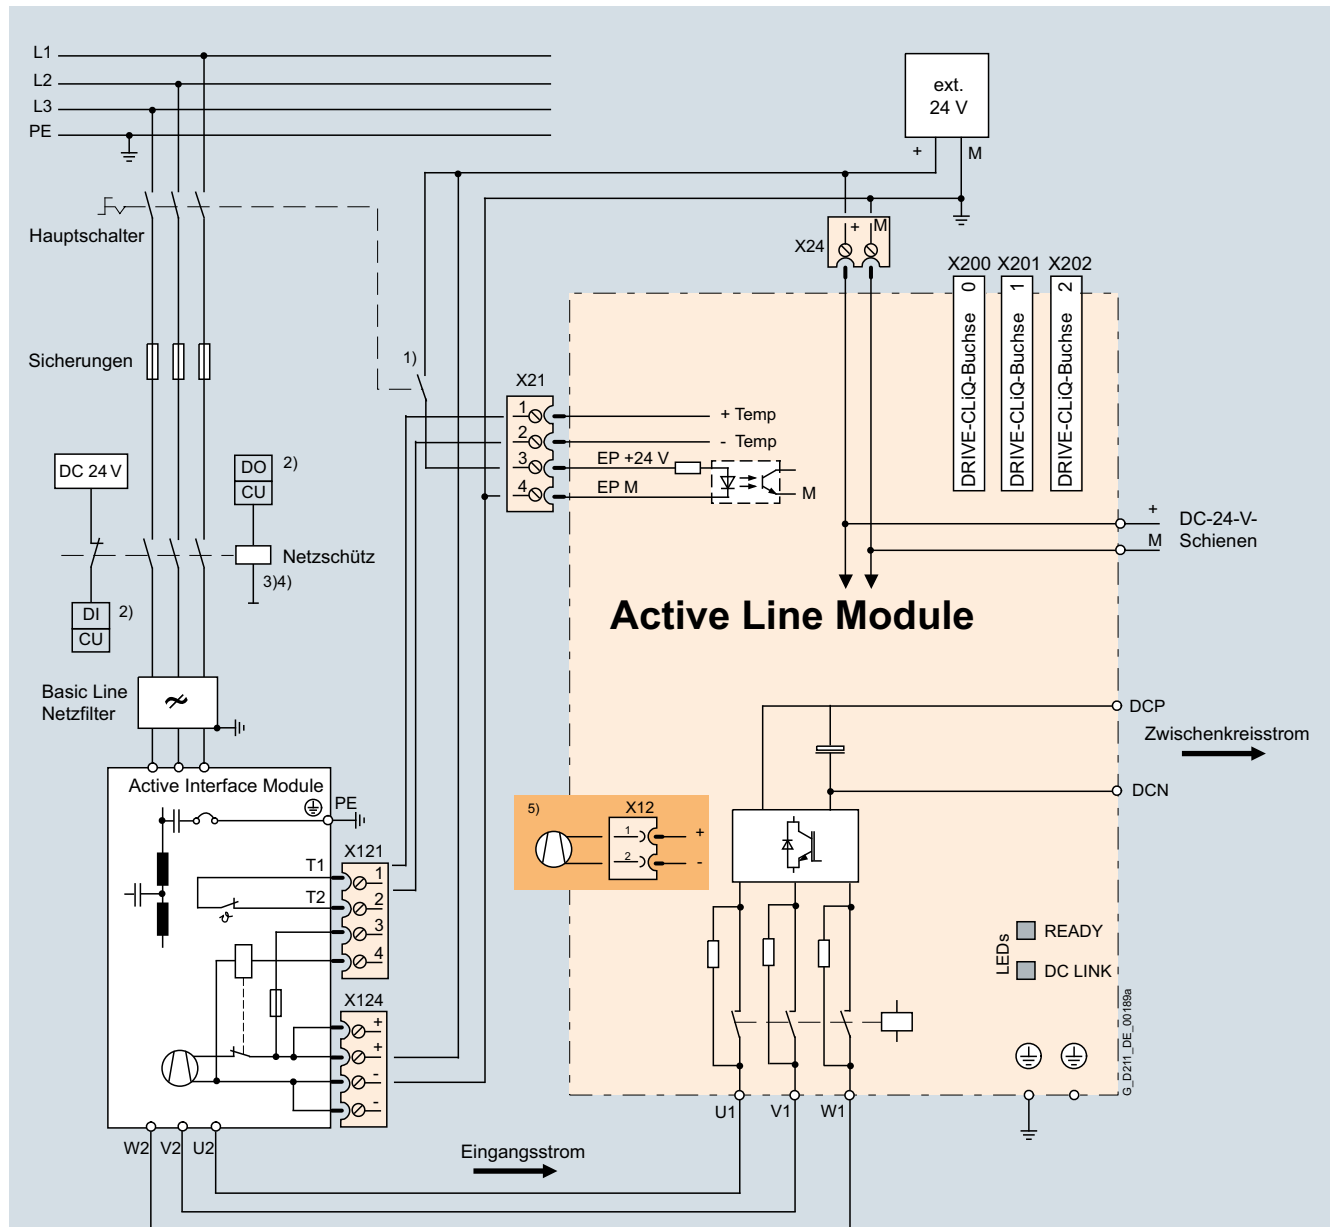 L1
L2
L3
PE
ext.
24 V
+
M
Hauptschalter
X24
+
M
X200
X201
X202
DRIVE-CLiQ-Buchse 0
DRIVE-CLiQ-Buchse 1
DRIVE-CLiQ-Buchse 2
Sicherungen
1)
X21
1
2
3
4
+ Temp
- Temp
EP +24 V
EP M
M
DC 24 V
DO
CU
2)
Netzschütz
3)4)
DI
CU
2)
+
M
DC-24-V-
Schienen
Active Line Module
Basic Line
Netzfilter
DCP
Zwischenkreisstrom
DCN
Active Interface Module
PE
5)
X12
1
2
+
-
X121
T1
T2
1
2
3
4
X124
+
+
-
-
LEDs
READY
DC LINK
G_D211_DE_00189a
W2
V2
U2
U1
V1
W1
Eingangsstrom